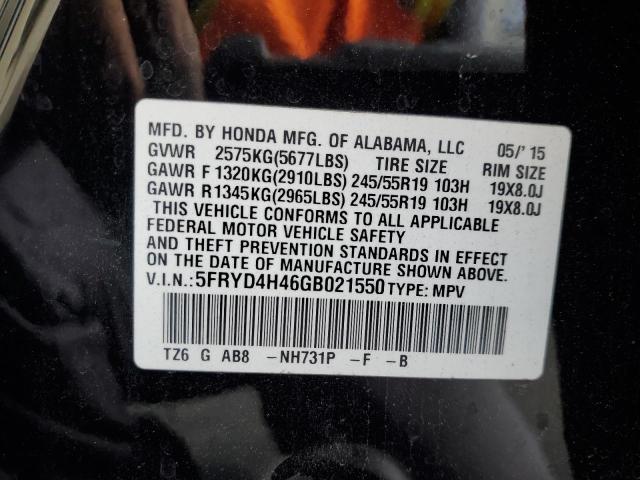 MFD. BY HONDA MFG. OF ALABAMA, LLC 05/'15
GVWR 2575KG(5677LBS) TIRE SIZE RIM SIZE
GAWR F 1320KG(2910LBS) 245/55R19 103H 19X8.0J
GAWR R1345KG(2965LBS) 245/55R19 103H 19X8.0J
THIS VEHICLE CONFORMS TO ALL APPLICABLE
FEDERAL MOTOR VEHICLE SAFETY
AND THEFT PREVENTION STANDARDS IN EFFECT
ON THE DATE OF MANUFACTURE SHOWN ABOVE.
V.I.N.: 5FRYD4H46GB021550 TYPE: MPV
TZ6 G AB8 -NH731P -F -B